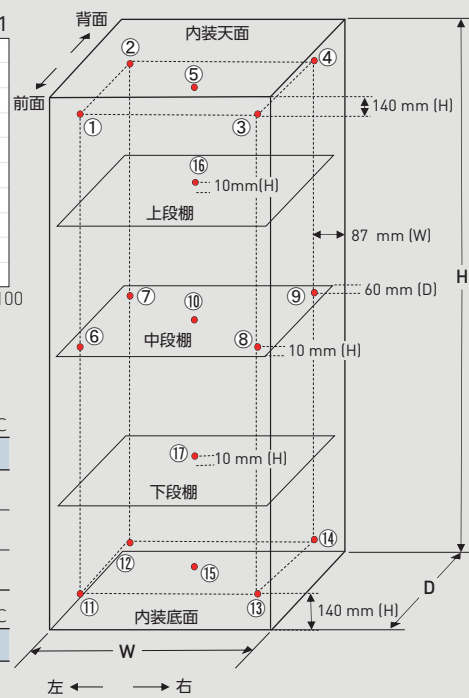 1
背面
内装天面
②
④
⑤
前面
①
③
140 mm (H)
⑯
10mm(H)
上段棚
87 mm (W)
H
100
⑦
⑨
60 mm (D)
⑩
⑥
中段棚
⑧
10 mm (H)
C
⑰
10 mm (H)
下段棚
⑫
⑭
⑮
D
⑪
⑬
140 mm (H)
内装底面
C
W
左
右